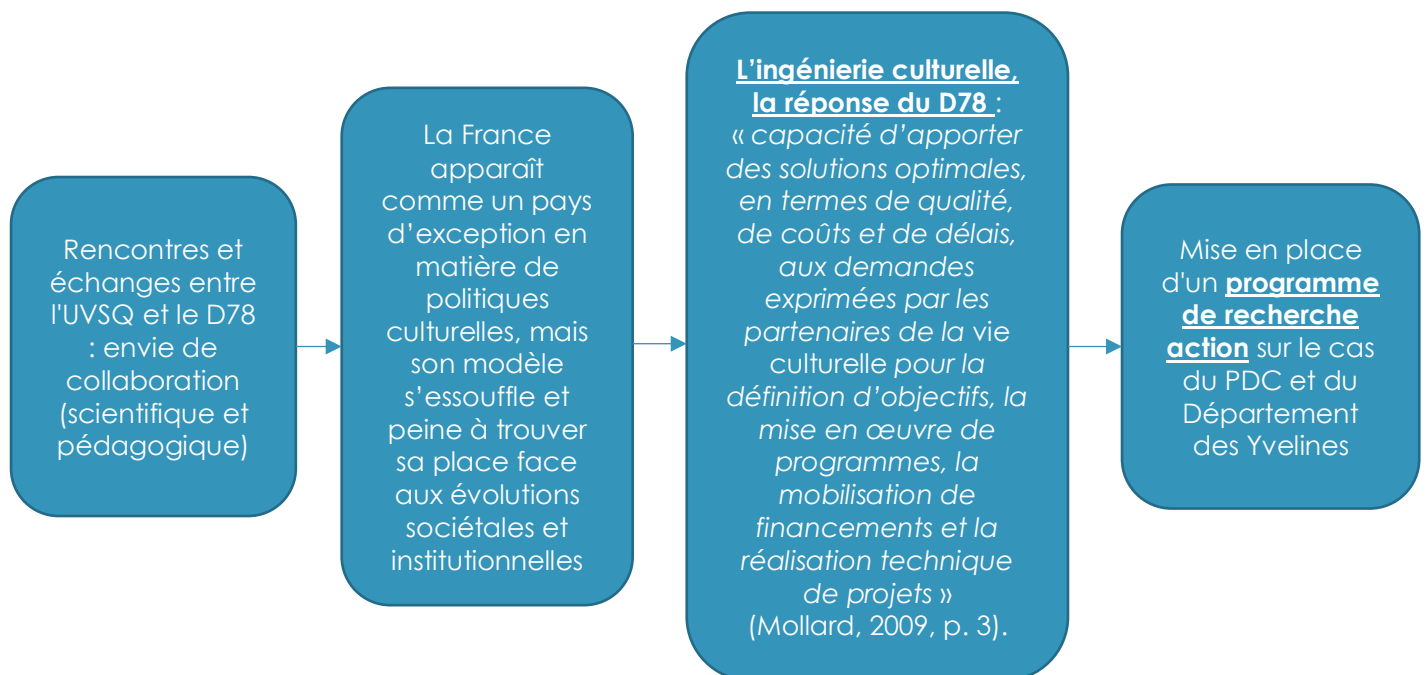 Rencontres et
échanges entre
l'UVSQ et le D78
: envie de
collaboration
(scientifique et
pédagogique)
La France
apparaît
comme un pays
d’exception en
matière de
politiques
culturelles, mais
son modèle
s’essouffle et
peine à trouver
sa place face
aux évolutions
sociétales et
institutionnelles
L’ingénierie culturelle,
la réponse du D78 :
« capacité d’apporter
des solutions optimales,
en termes de qualité,
de coûts et de délais,
aux demandes
exprimées par les
partenaires de la vie
culturelle pour la
définition d’objectifs, la
mise en œuvre de
programmes, la
mobilisation de
financements et la
réalisation technique
de projets »
(Mollard, 2009, p. 3).
Mise en place
d'un programme
de recherche
action sur le cas
du PDC et du
Département
des Yvelines